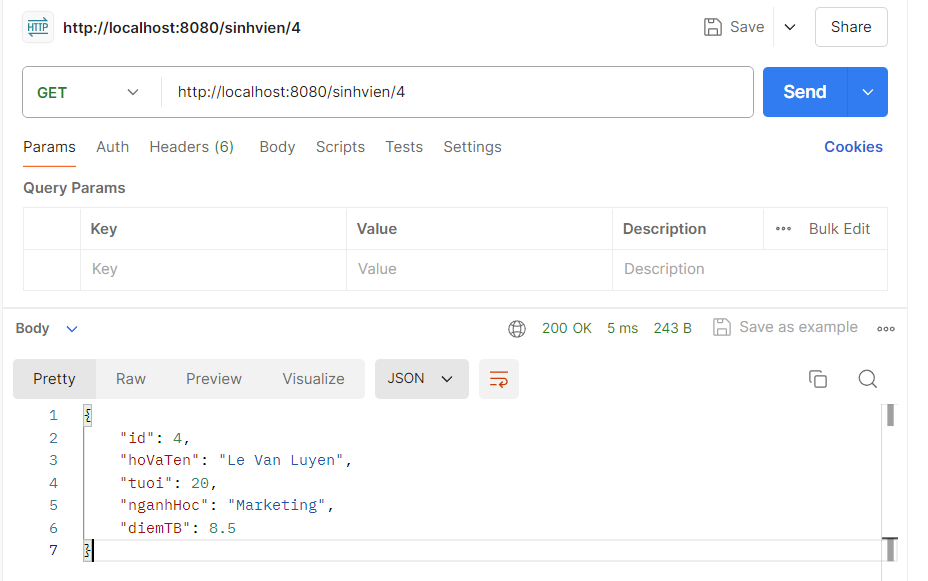 HTTP http://localhost:8080/sinhvien/4 Save Share
GET http://localhost:8080/sinhvien/4 Send
Params Auth Headers (6) Body Scripts Tests Settings Cookies
Query Params
Key Value Description Bulk Edit
Key Value Description
Body 200 OK 5 ms 243 B Save as example
Pretty Raw Preview Visualize JSON
1 {
2 "id": 4,
3 "hoVaTen": "Le Van Luyen",
4 "tuoi": 20,
5 "nganhHoc": "Marketing",
6 "diemTB": 8.5
7 }